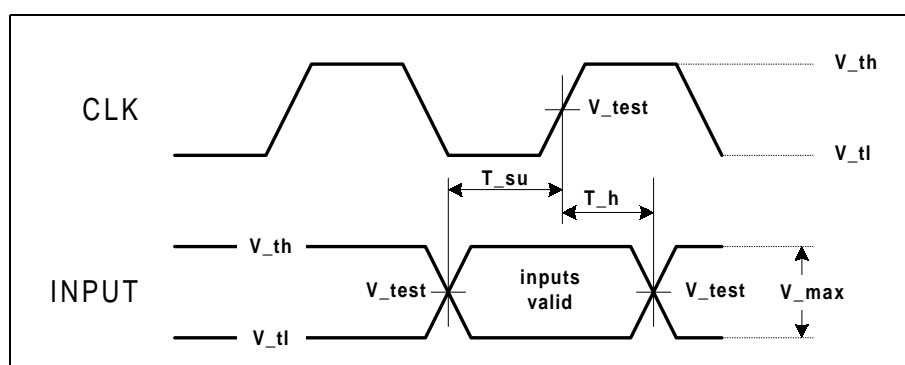 V_th
CLK
V_test
V_tl
T_su
T_h
V_th
INPUT
V_test
inputs
valid
V_test
V_max
V_tl